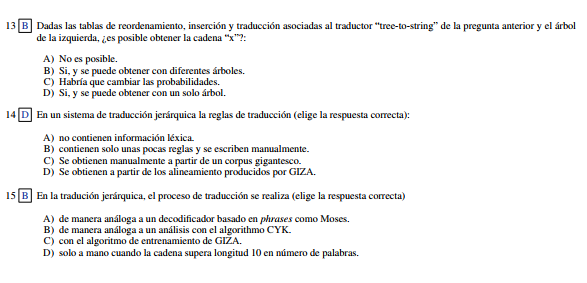 13 B Dadas las tablas de reordenamiento, inserción y traducción asociadas al traductor “tree-to-string” de la pregunta anterior y el árbol
de la izquierda, ¿es posible obtener la cadena “x”?:
A) No es posible.
B) Si, y se puede obtener con diferentes árboles.
C) Habría que cambiar las probabilidades.
D) Si, y se puede obtener con un solo árbol.
14 D En un sistema de traducción jerárquica la reglas de traducción (elige la respuesta correcta):
A) no contienen información léxica.
B) contienen solo unas pocas reglas y se escriben manualmente.
C) Se obtienen manualmente a partir de un corpus gigantesco.
D) Se obtienen a partir de los alineamiento producidos por GIZA.
15 B En la tradución jerárquica, el proceso de traducción se realiza (elige la respuesta correcta)
A) de manera análoga a un decodificador basado en phrases como Moses.
B) de manera análoga a un análisis con el algorithmo CYK.
C) con el algoritmo de entrenamiento de GIZA.
D) solo a mano cuando la cadena supera longitud 10 en número de palabras.